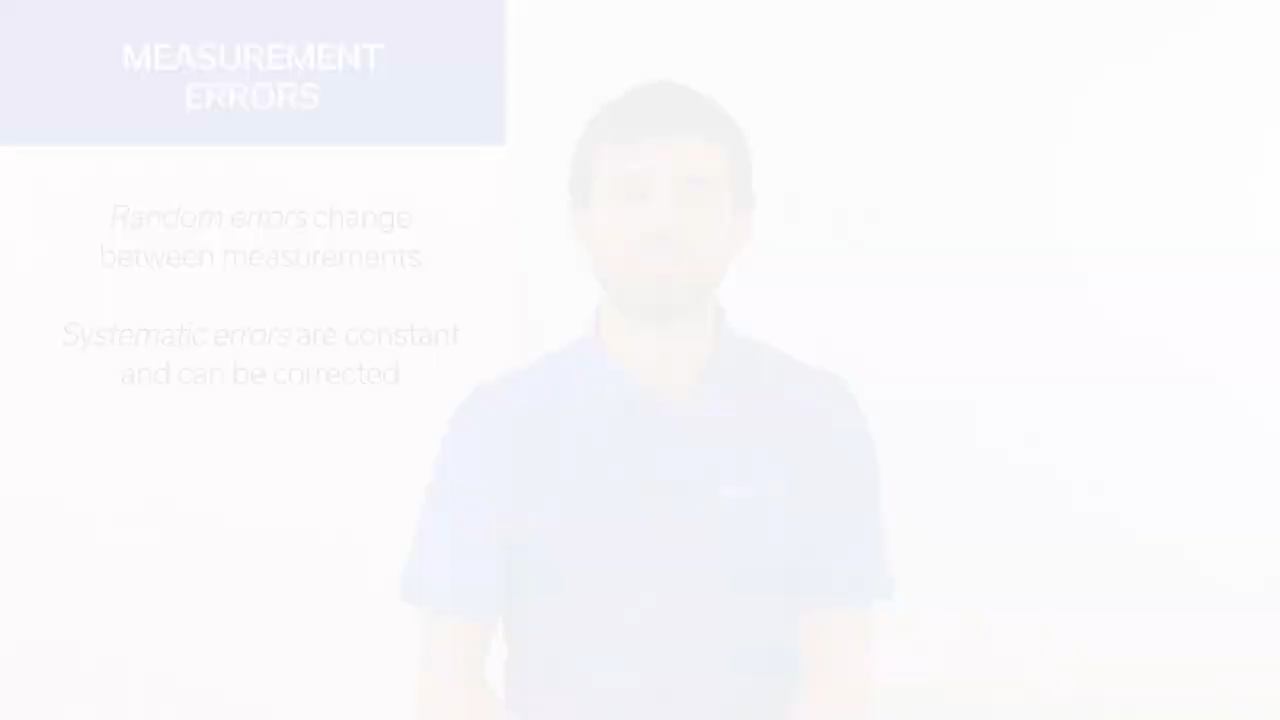 MEASUREMENT
ERRORS
Random errors change
between measurements
Systematic errors are constant
and can be corrected